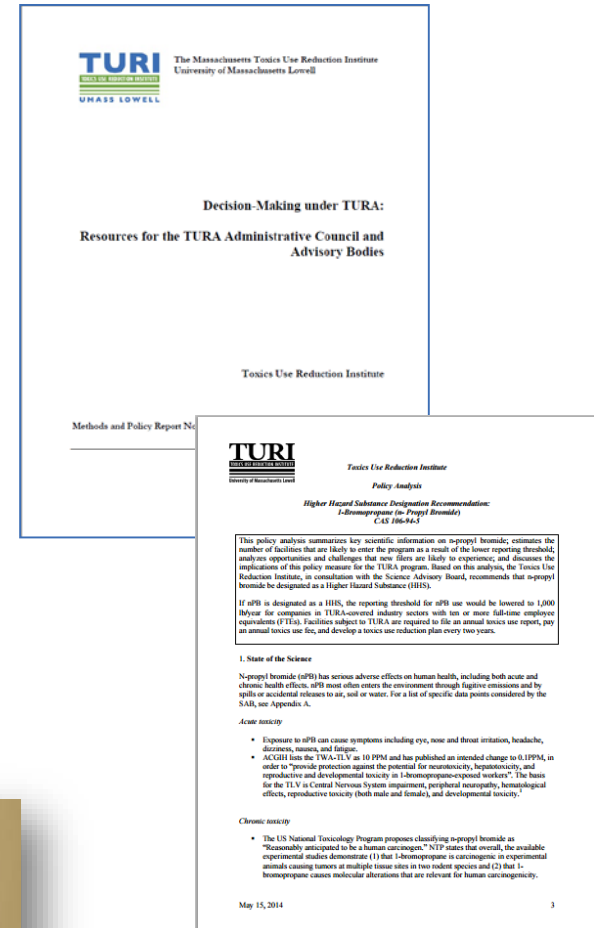 TURI
TOXICS USE REDUCTION INSTITUTE
UMASS LOWELL
The Massachusetts Toxics Use Reduction Institute
University of Massachusetts Lowell
Decision-Making under TURA:
Resources for the TURA Administrative Council and
Advisory Bodies
Toxics Use Reduction Institute
Methods and Policy Report No
TURI
TOXICS USE REDUCTION INSTITUTE
University of Massachusetts Lowell
Toxics Use Reduction Institute
Policy Analysis
Higher Hazard Substance Designation Recommendation:
1-Bromopropane (n- Propyl Bromide)
CAS 106-94-5
This policy analysis summarizes key scientific information on n-propyl bromide; estimates the
number of facilities that are likely to enter the program as a result of the lower reporting threshold;
analyzes opportunities and challenges that new filers are likely to experience; and discusses the
implications of this policy measure for the TURA program. Based on this analysis, the Toxics Use
Reduction Institute, in consultation with the Science Advisory Board, recommends that n-propyl
bromide be designated as a Higher Hazard Substance (HHS).
If nPB is designated as a HHS, the reporting threshold for nPB use would be lowered to 1,000
lb/year for companies in TURA-covered industry sectors with ten or more full-time employee
equivalents (FTEs). Facilities subject to TURA are required to file an annual toxics use report, pay
an annual toxics use fee, and develop a toxics use reduction plan every two years.
1. State of the Science
N-propyl bromide (nPB) has serious adverse effects on human health, including both acute and
chronic health effects. nPB most often enters the environment through fugitive emissions and by
spills or accidental releases to air, soil or water. For a list of specific data points considered by the
SAB, see Appendix A.
Acute toxicity
• Exposure to nPB can cause symptoms including eye, nose and throat irritation, headache,
dizziness, nausea, and fatigue.
• ACGIH lists the TWA-TLV as 10 PPM and has published an intended change to 0.1PPM, in
order to “provide protection against the potential for neurotoxicity, hepatotoxicity, and
reproductive and developmental toxicity in 1-bromopropane-exposed workers”. The basis
for the TLV is Central Nervous System impairment, peripheral neuropathy, hematological
effects, reproductive toxicity (both male and female), and developmental toxicity.1
Chronic toxicity
• The US National Toxicology Program proposes classifying n-propyl bromide as
“Reasonably anticipated to be a human carcinogen.” NTP states that overall, the available
experimental studies demonstrate (1) that 1-bromopropane is carcinogenic in experimental
animals causing tumors at multiple tissue sites in two rodent species and (2) that 1-
bromopropane causes molecular alterations that are relevant for human carcinogenicity.
May 15, 2014 3